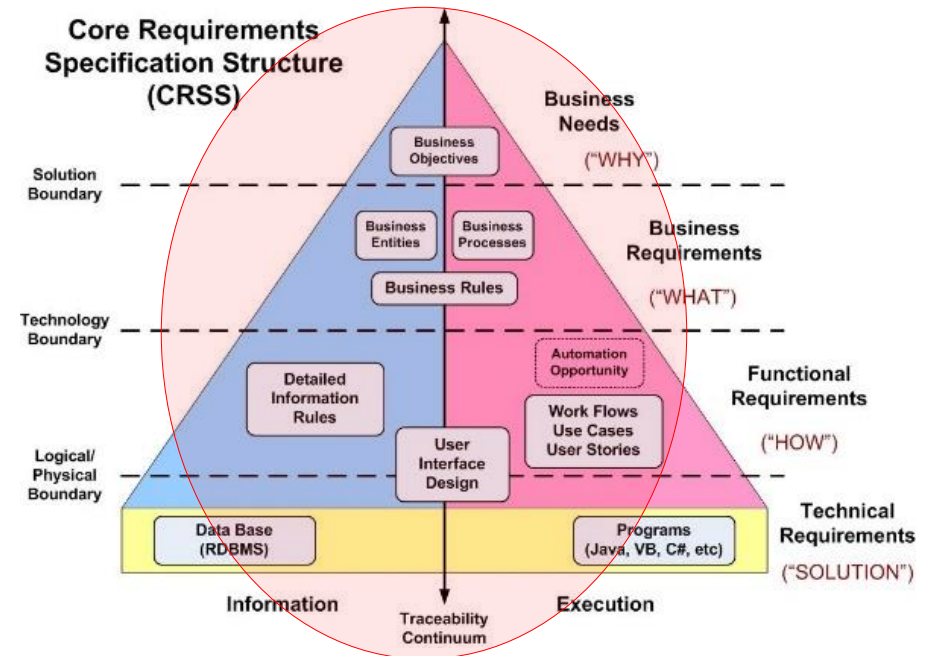 Core Requirements
Specification Structure
(CRSS)
Business
Needs
("WHY")
Business
Objectives
Solution
Boundary
Business
Entities
Business
Processes
Business
Requirements
("WHAT")
Business Rules
Technology
Boundary
Automation
Opportunity
Detailed
Information
Rules
Functional
Requirements
("HOW")
Work Flows
Use Cases
User Stories
User
Interface
Design
Logical/
Physical
Boundary
Technical
Requirements
("SOLUTION")
Data Base
(RDBMS)
Programs
(Java, VB, C#, etc)
Information
Execution
Traceability
Continuum